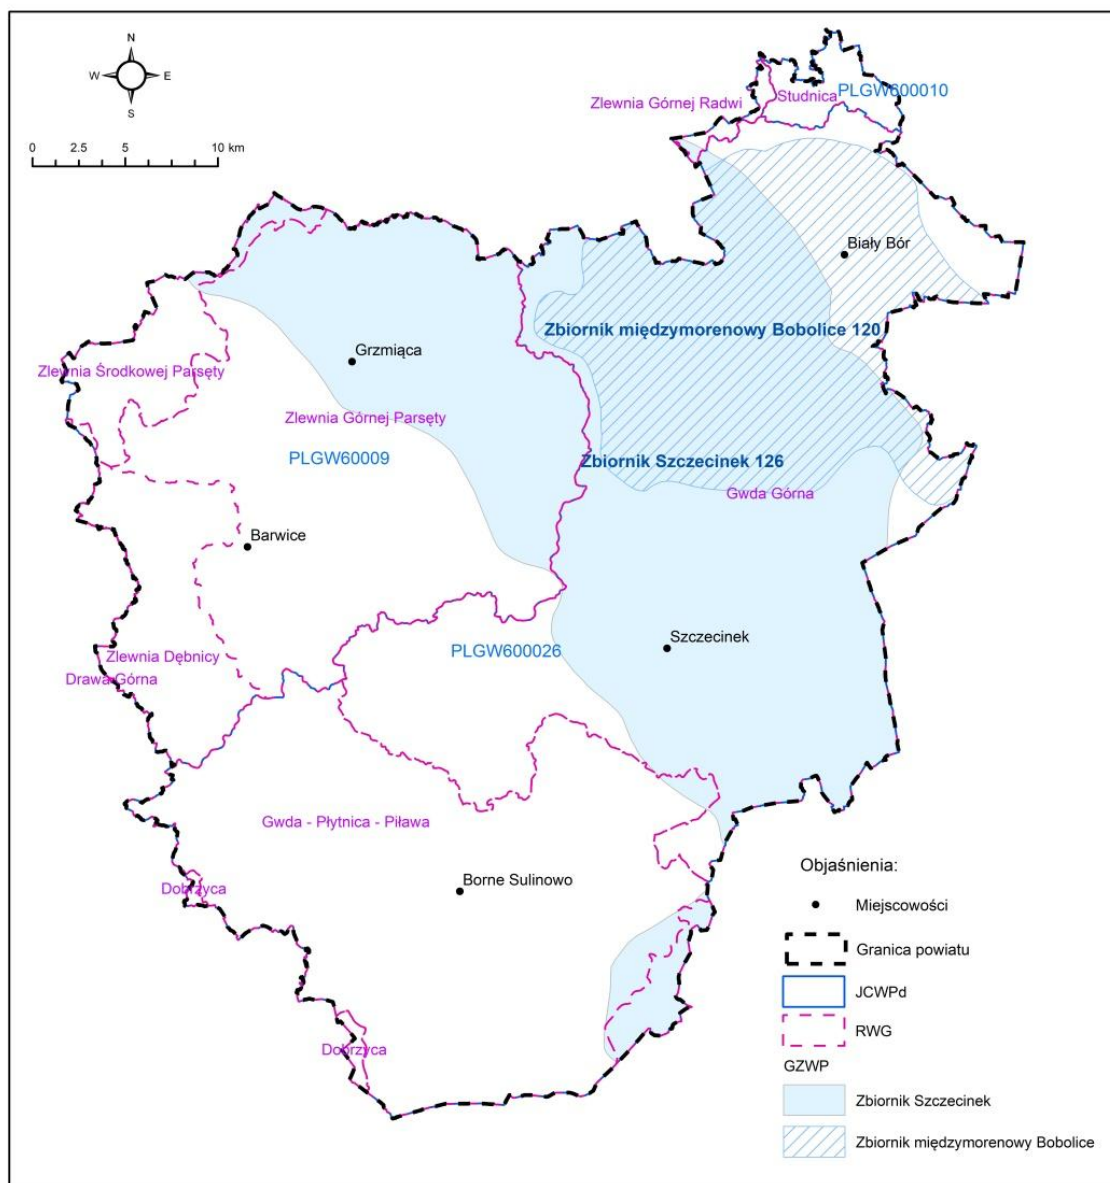 N
W E
S
0 2.5 5 10 km
Zlewnia Górnej Radwi
Studnica
PLGW600010
Biały Bór
Zbiornik międzymorenowy Bobolice 120
Grzmiąca
Zlewnia Środkowej Parsęty
Zlewnia Górnej Parsęty
PLGW60009
Zbiornik Szczecinek 126
Gwda Górna
Barwice
Szczecinek
PLGW600026
Zlewnia Dębnicy
Drawa Górna
Gwda - Płytnica - Piława
Dobrzyca
Borne Sulinowo
Dobrzyca
Objaśnienia:
Miejscowości
Granica powiatu
JCWPd
RWG
GZWP
Zbiornik Szczecinek
Zbiornik międzymorenowy Bobolice